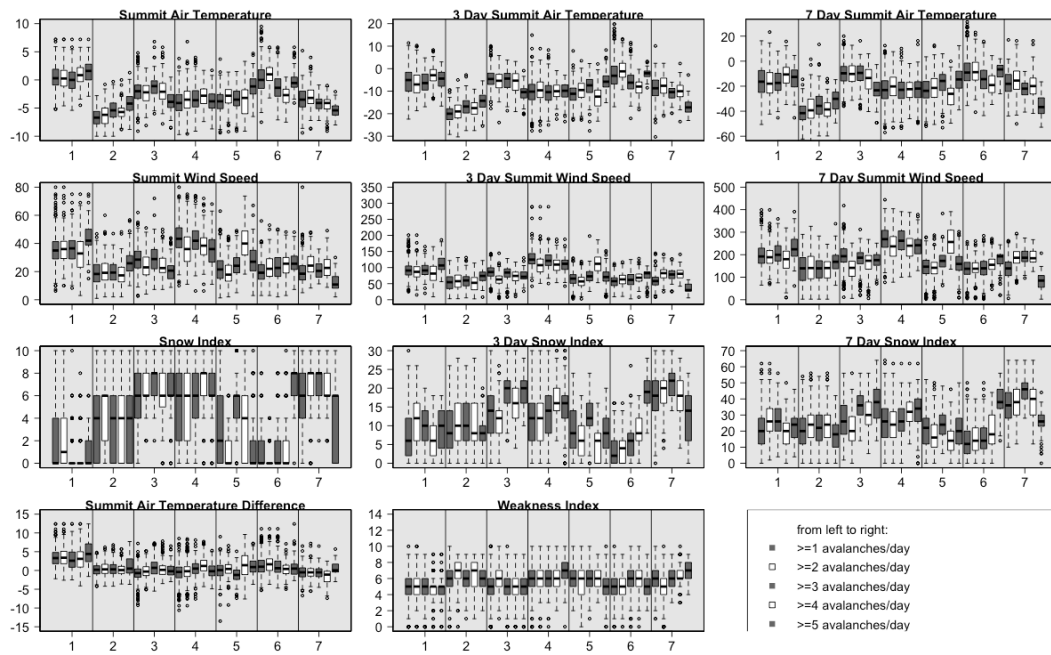 Summit Air Temperature
3 Day Summit Air Temperature
7 Day Summit Air Temperature
10
5
0
-5
-10
20
10
0
-10
-20
-30
20
0
-20
-40
-60
1 2 3 4 5 6 7
1 2 3 4 5 6 7
1 2 3 4 5 6 7
Summit Wind Speed
3 Day Summit Wind Speed
7 Day Summit Wind Speed
80
60
40
20
0
350
300
250
200
150
100
50
0
500
400
300
200
100
0
1 2 3 4 5 6 7
1 2 3 4 5 6 7
1 2 3 4 5 6 7
Snow Index
3 Day Snow Index
7 Day Snow Index
10
8
6
4
2
0
30
25
20
15
10
5
0
70
60
50
40
30
20
10
0
1 2 3 4 5 6 7
1 2 3 4 5 6 7
1 2 3 4 5 6 7
Summit Air Temperature Difference
Weakness Index
15
10
5
0
-5
-10
-15
14
12
10
8
6
4
2
0
1 2 3 4 5 6 7
1 2 3 4 5 6 7
from left to right:
>=1 avalanches/day
>=2 avalanches/day
>=3 avalanches/day
>=4 avalanches/day
>=5 avalanches/day